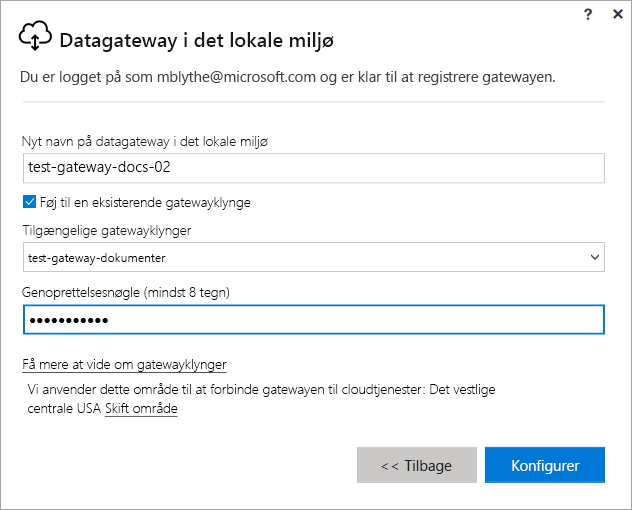 ? ×
Datagateway i det lokale miljø
Du er logget på som mblythe@microsoft.com og er klar til at registrere gatewayen.
Nyt navn på datagateway i det lokale miljø
test-gateway-docs-02
Føj til en eksisterende gatewayklynge
Tilgængelige gatewayklynger
test-gateway-dokumenter
Genoprettelsesnøgle (mindst 8 tegn)
●●●●●●●●●●●
Få mere at vide om gatewayklynger
Vi anvender dette område til at forbinde gatewayen til cloudtjenester: Det vestlige
centrale USA Skift område
<< Tilbage
Konfigurer